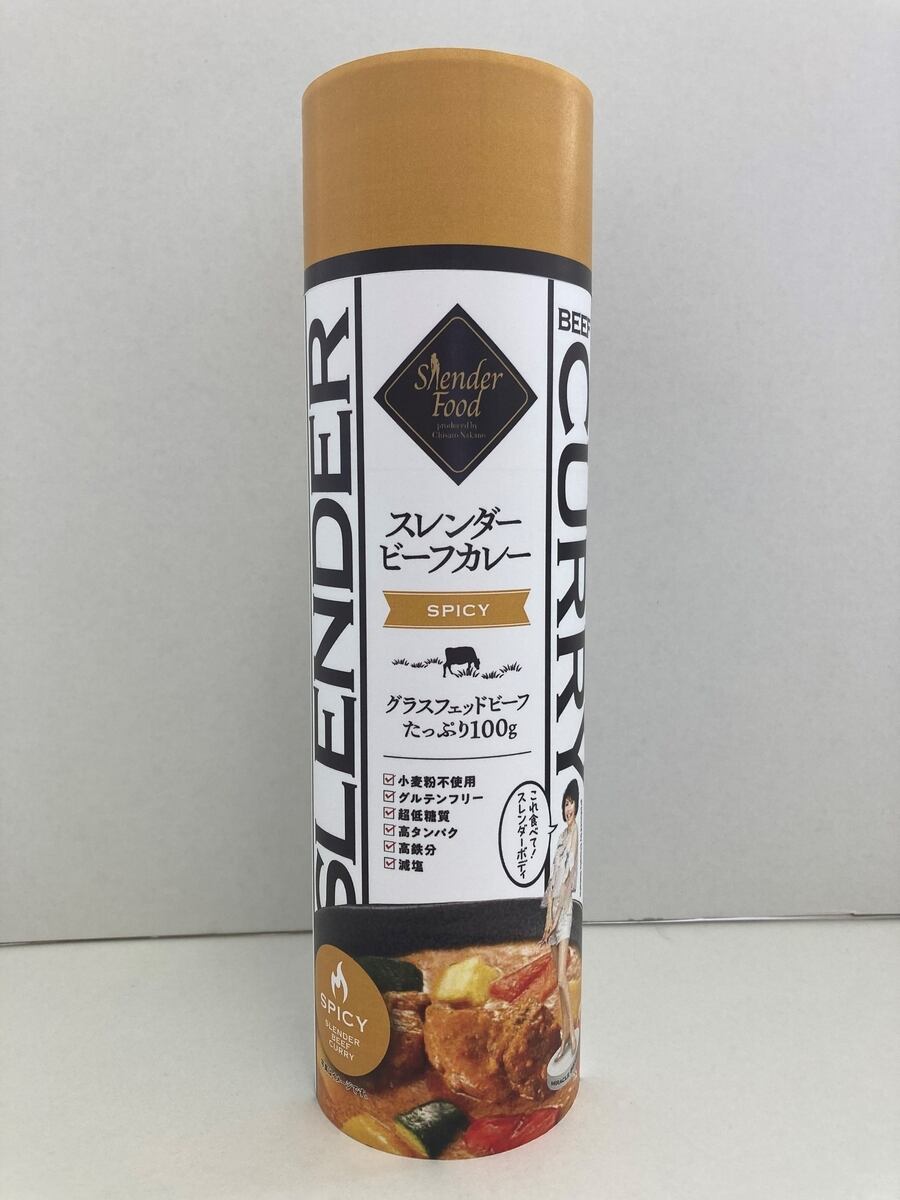 SLENDER
Slender
Food
produced by
Chisato Nakano
スレンダー
ビーフカレー
SPICY
グラスフェッドビーフ
たっぷり100g
小麦粉不使用
グルテンフリー
超低糖質
高タンパク
高鉄分
減塩
BEEF
CURRY
これ食べて!
スレンダーボディ
SPICY
SLENDER
BEEF
CURRY
MIRACLE